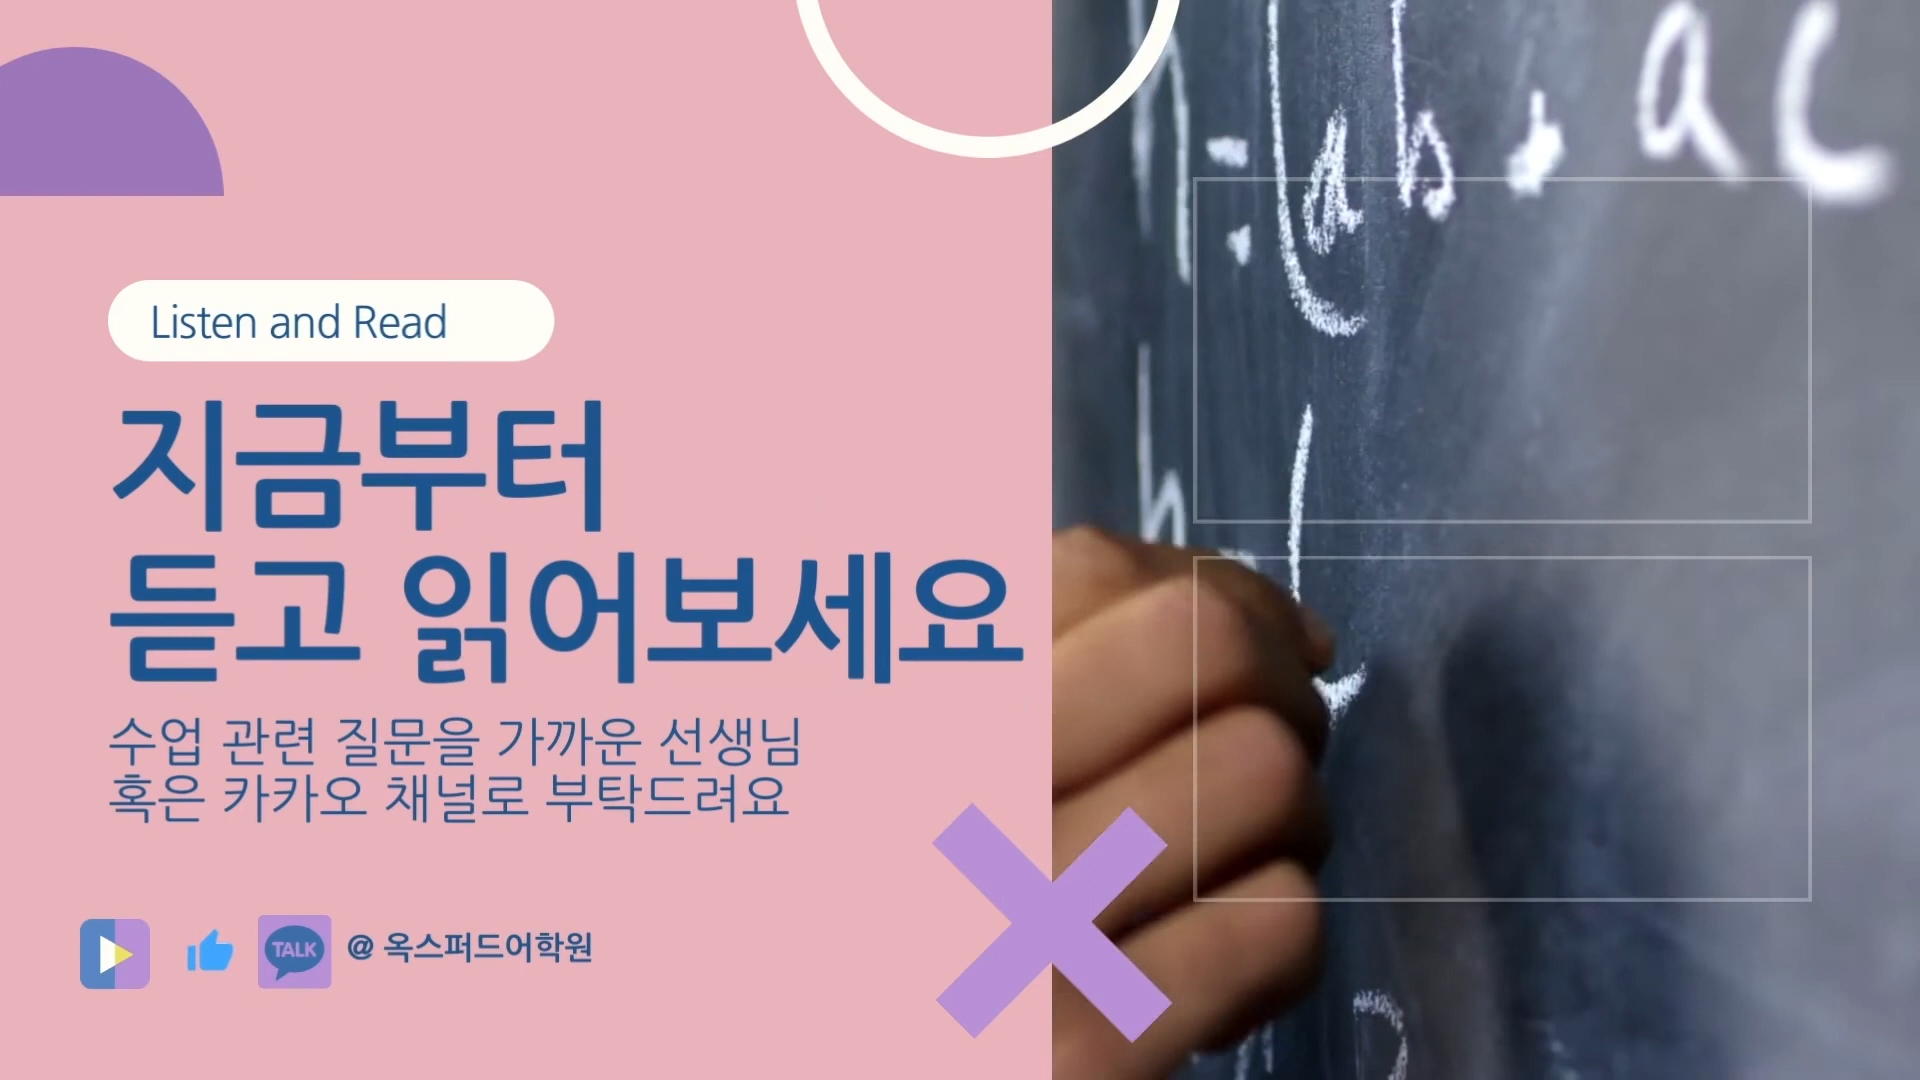 Listen and Read
지금부터
듣고 읽어보세요
수업 관련 질문을 가까운 선생님
혹은 카카오 채널로 부탁드려요
TALK @ 옥스퍼드어학원
ab + ac